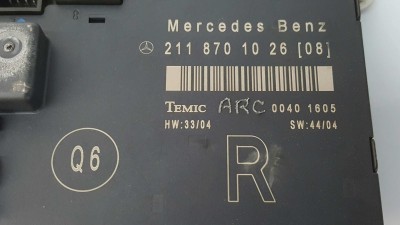 R
Mercedes Benz
211 870 10 26 [08]
TEMIC ARC 0040 1605
HW:33/04 SW:44/04
Q6
R